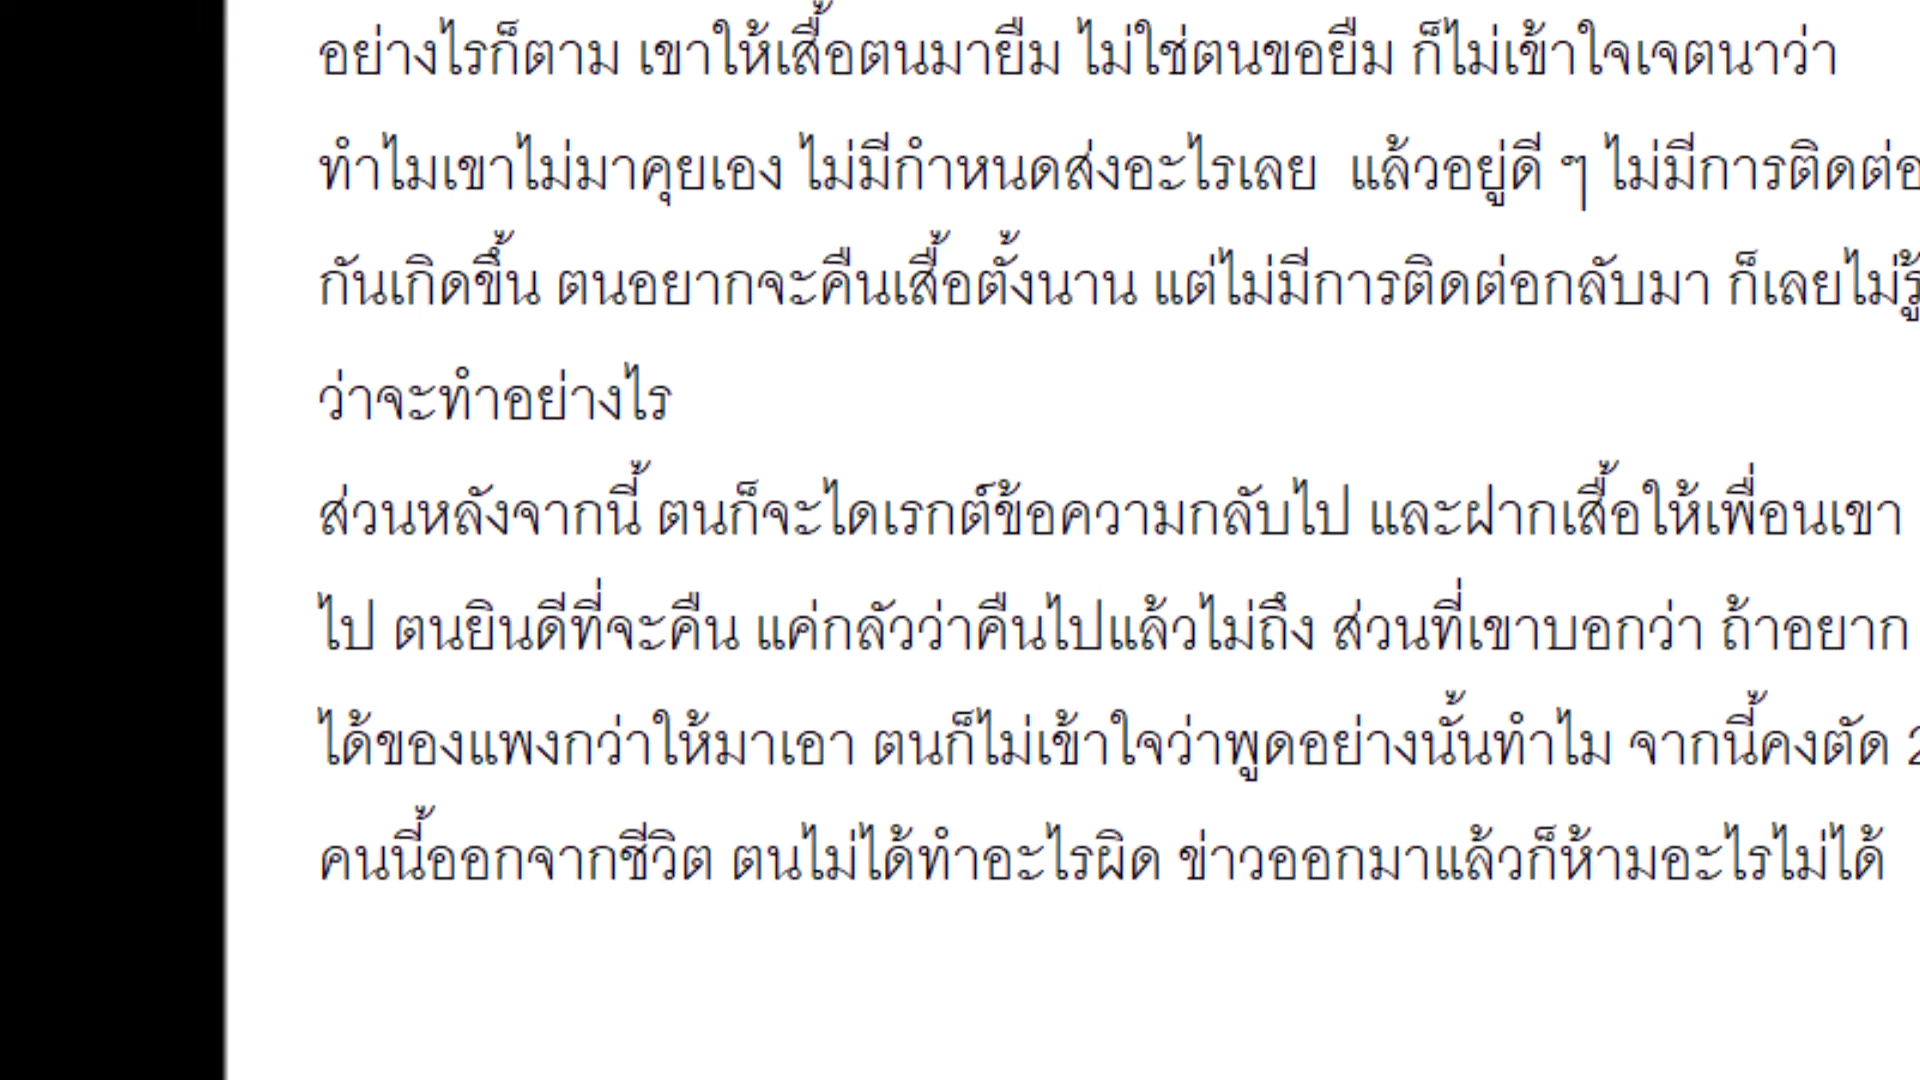 อย่างไรก็ตาม เขาให้เสื้อตนมายืม ไม่ใช่ตนขอยืม ก็ไม่เข้าใจเจตนาว่า
ทำไมเขาไม่มาคุยเอง ไม่มีกำหนดส่งอะไรเลย แล้วอยู่ดี ๆ ไม่มีการติดต่อ
กันเกิดขึ้น ตนอยากจะคืนเสื้อตั้งนาน แต่ไม่มีการติดต่อกลับมา ก็เลยไม่รู้
ว่าจะทำอย่างไร
ส่วนหลังจากนี้ ตนก็จะไดเรกต์ข้อความกลับไป และฝากเสื้อให้เพื่อนเขา
ไป ตนยินดีที่จะคืน แค่กลัวว่าคืนไปแล้วไม่ถึง ส่วนที่เขาบอกว่า ถ้าอยาก
ได้ของแพงกว่าให้มาเอา ตนก็ไม่เข้าใจว่าพูดอย่างนั้นทำไม จากนี้คงตัด 2
คนนี้ออกจากชีวิต ตนไม่ได้ทำอะไรผิด ข่าวออกมาแล้วก็ห้ามอะไรไม่ได้